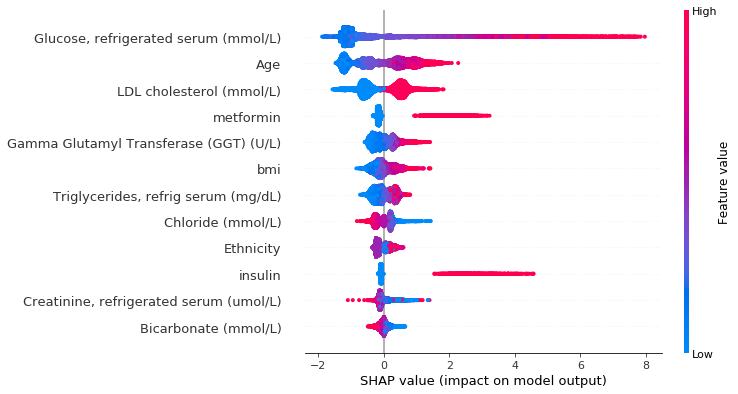 High
Glucose, refrigerated serum (mmol/L)
Age
LDL cholesterol (mmol/L)
metformin
Gamma Glutamyl Transferase (GGT) (U/L)
bmi
Triglycerides, refrig serum (mg/dL)
Chloride (mmol/L)
Ethnicity
insulin
Creatinine, refrigerated serum (umol/L)
Bicarbonate (mmol/L)
Feature value
Low
−2 0 2 4 6 8
SHAP value (impact on model output)